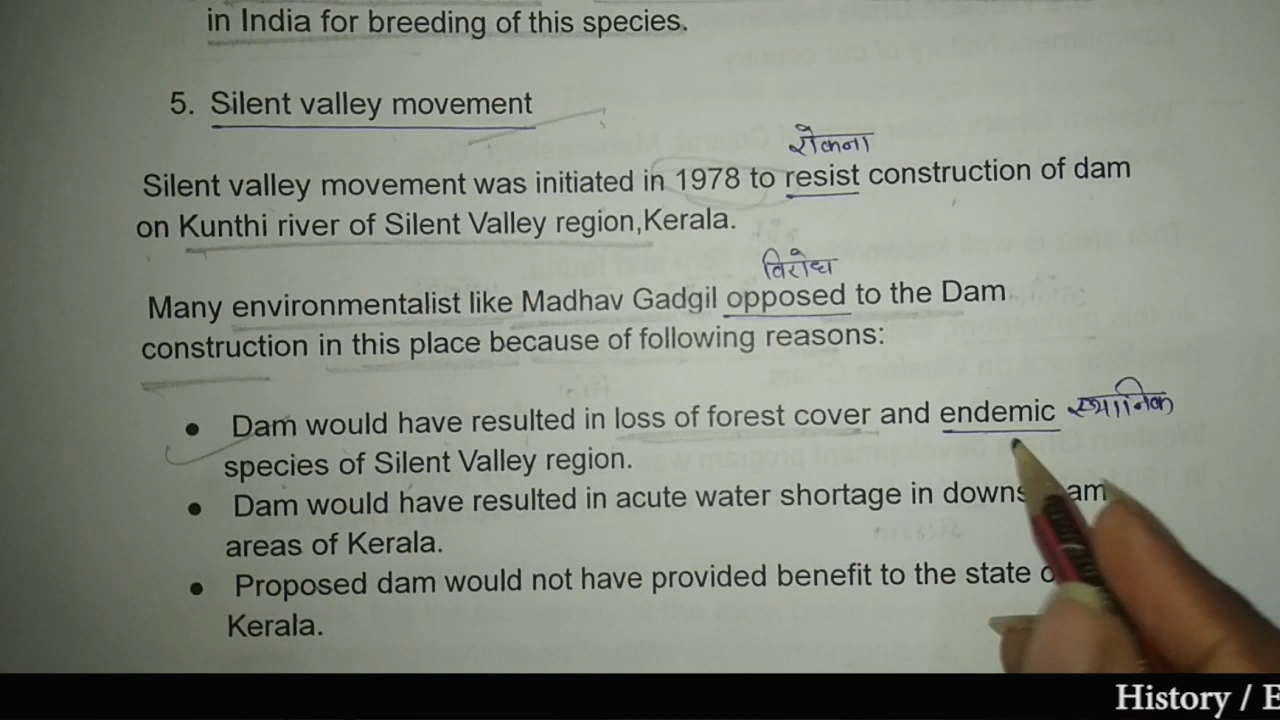 in India for breeding of this species.
5. Silent valley movement
रोकना
Silent valley movement was initiated in 1978 to resist construction of dam
on Kunthi river of Silent Valley region,Kerala.
विरोध
Many environmentalist like Madhav Gadgil opposed to the Dam
construction in this place because of following reasons:
• Dam would have resulted in loss of forest cover and endemic स्थानिक
species of Silent Valley region.
• Dam would have resulted in acute water shortage in downs am
areas of Kerala.
• Proposed dam would not have provided benefit to the state o
Kerala.
History / E